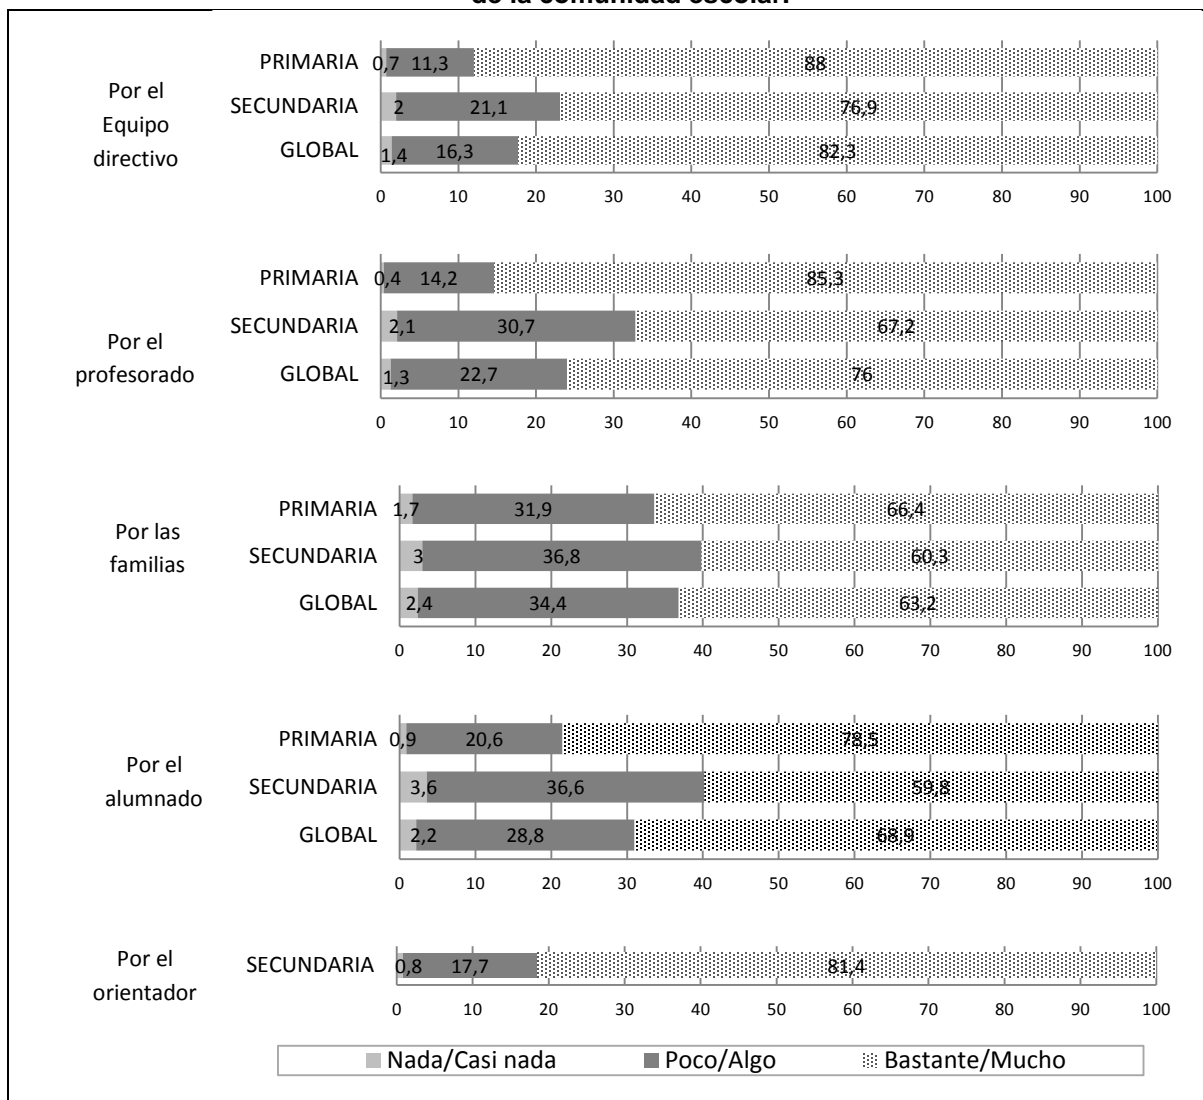 de la comunidad escolar.
Por el
Equipo
directivo
PRIMARIA 0,7 11,3 88
SECUNDARIA 2 21,1 76,9
GLOBAL 1,4 16,3 82,3
0 10 20 30 40 50 60 70 80 90 100
Por el
profesorado
PRIMARIA 0,4 14,2 85,3
SECUNDARIA 2,1 30,7 67,2
GLOBAL 1,3 22,7 76
0 10 20 30 40 50 60 70 80 90 100
Por las
familias
PRIMARIA 1,7 31,9 66,4
SECUNDARIA 3 36,8 60,3
GLOBAL 2,4 34,4 63,2
0 10 20 30 40 50 60 70 80 90 100
Por el
alumnado
PRIMARIA 0,9 20,6 78,5
SECUNDARIA 3,6 36,6 59,8
GLOBAL 2,2 28,8 68,9
0 10 20 30 40 50 60 70 80 90 100
Por el
orientador
SECUNDARIA 0,8 17,7 81,4
0 10 20 30 40 50 60 70 80 90 100
Nada/Casi nada Poco/Algo Bastante/Mucho